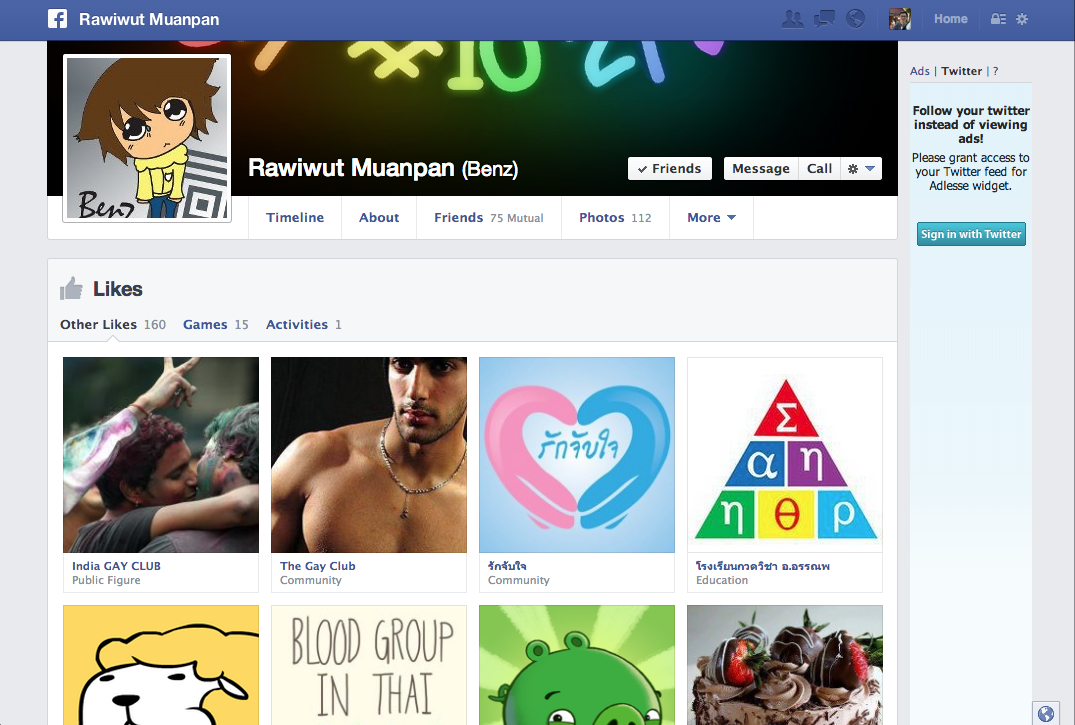 Rawiwut Muanpan
Home
Ads | Twitter | ?
Follow your twitter
instead of viewing
ads!
Please grant access to
your Twitter feed for
Adlesse widget.
Sign in with Twitter
Benz
Rawiwut Muanpan (Benz)
Friends
Message
Call
Timeline
About
Friends 75 Mutual
Photos 112
More
Likes
Other Likes 160
Games 15
Activities 1
รักจับใจ
Σ
α η
η θ ρ
India GAY CLUB
Public Figure
The Gay Club
Community
รักจับใจ
Community
โรงเรียนกวดวิชา อ.อรรณพ
Education
BLOOD GROUP
IN THAI